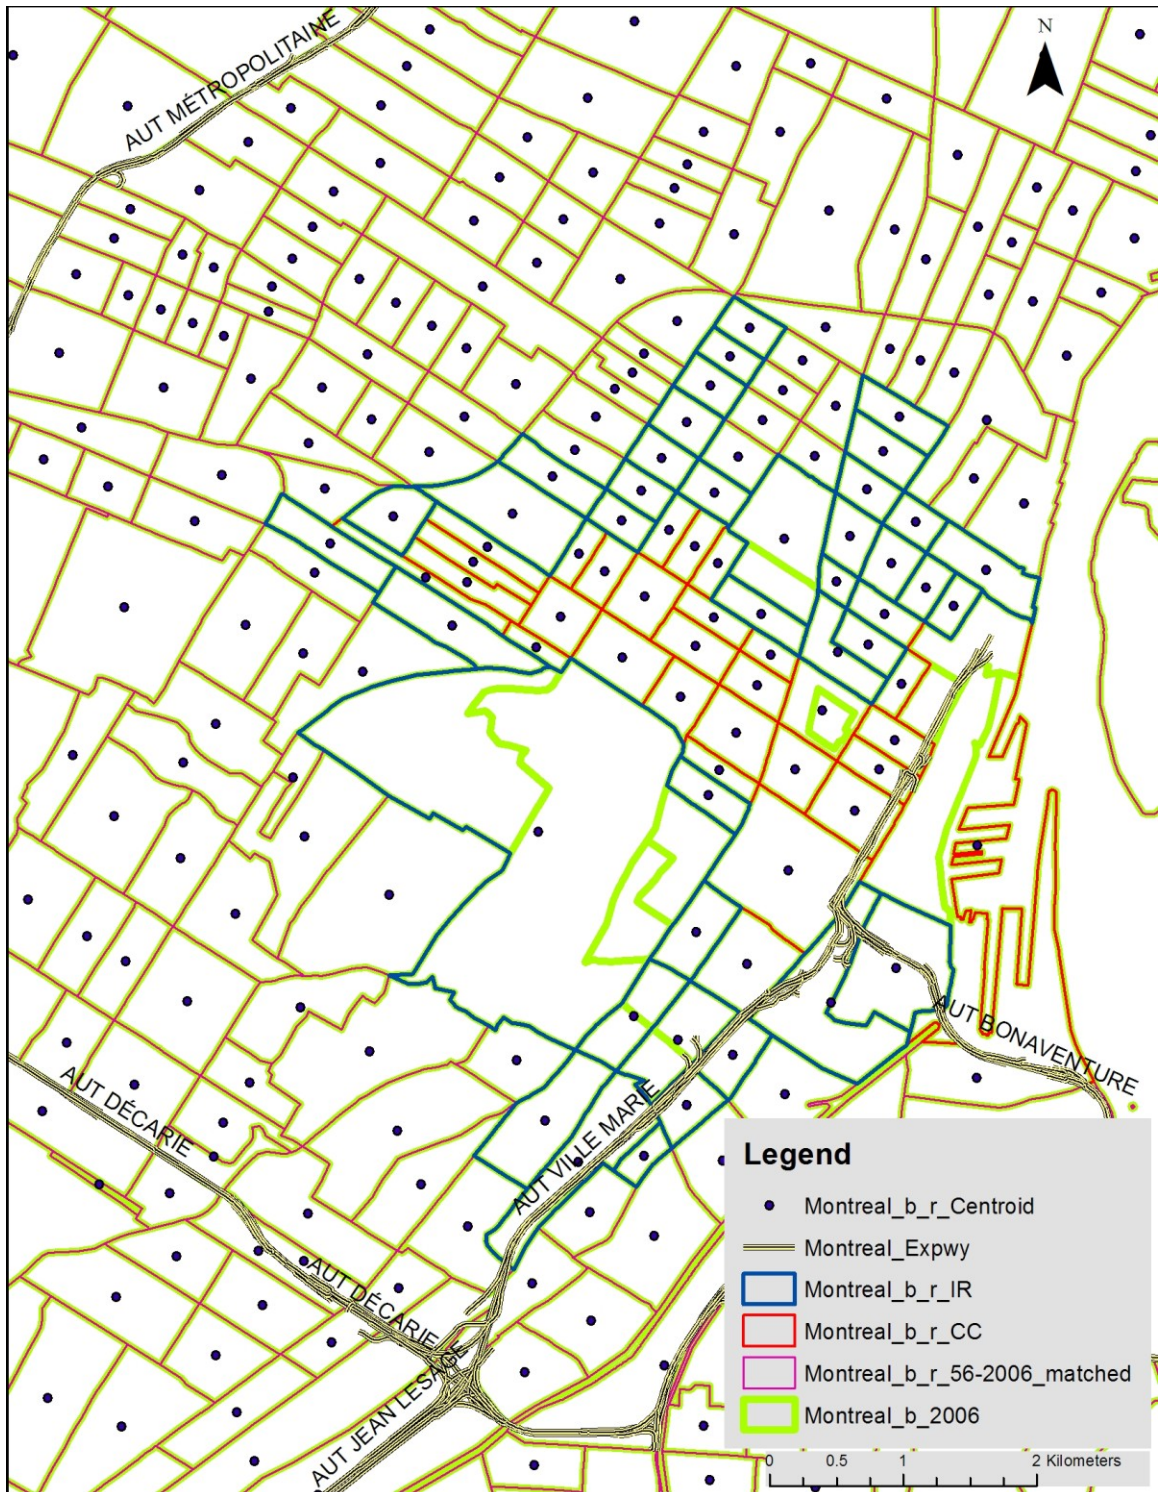 AUT MÉTROPOLITAINE
N
AUT BONAVENTURE
AUT DÉCARIE
AUT VILLE MARIE
AUT DÉCARIE
AUT JEAN LESAGE
Legend
Montreal_b_r_Centroid
Montreal_Expwy
Montreal_b_r_IR
Montreal_b_r_CC
Montreal_b_r_56-2006_matched
Montreal_b_2006
0 0.5 1 2 Kilometers